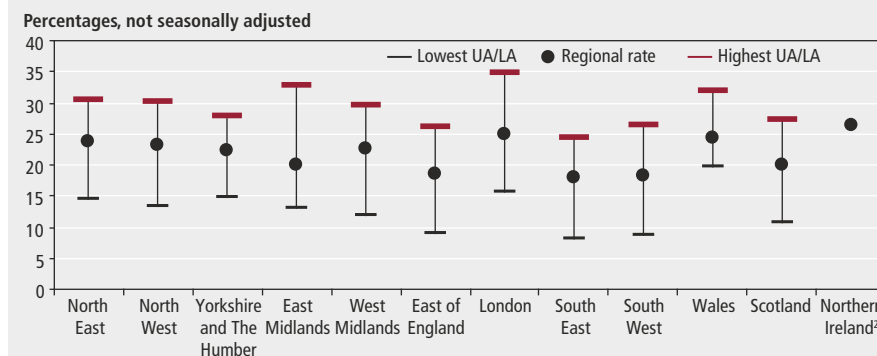 Percentages, not seasonally adjusted
40
35
30
25
20
15
10
5
0
Lowest UA/LA
Regional rate
Highest UA/LA
North
East
North
West
Yorkshire
and The
Humber
East
Midlands
West
Midlands
East of
England
London
South
East
South
West
Wales
Scotland
Northern
Ireland²